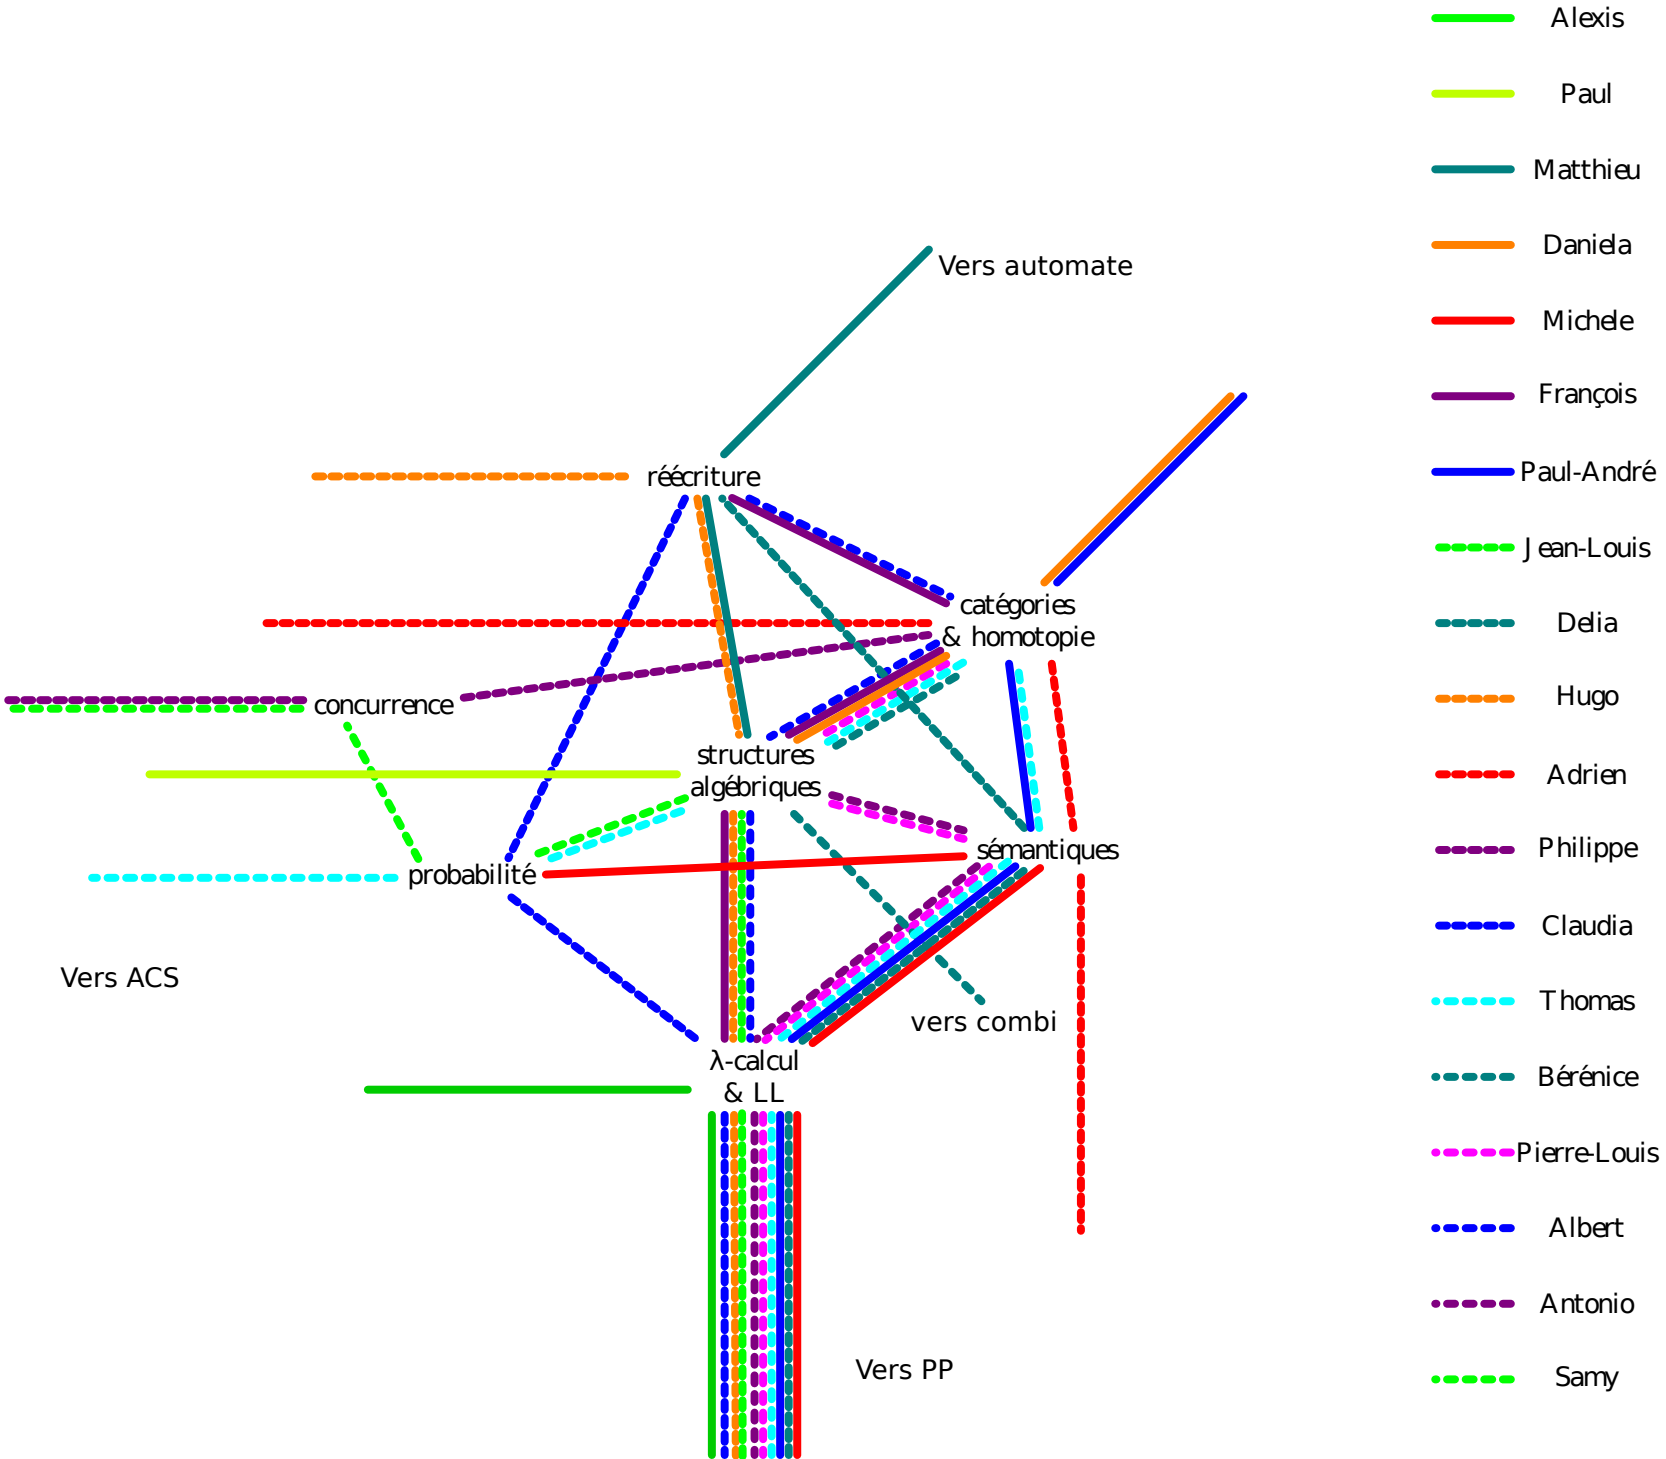 Alexis
Paul
Matthieu
Daniela
Michele
François
Paul-André
Jean-Louis
Delia
Hugo
Adrien
Philippe
Claudia
Thomas
Bérénice
Pierre-Louis
Albert
Antonio
Samy
Vers automate
réécriture
catégories
& homotopie
concurrence
structures
algébriques
sémantiques
probabilité
Vers ACS
vers combi
λ-calcul
& LL
Vers PP